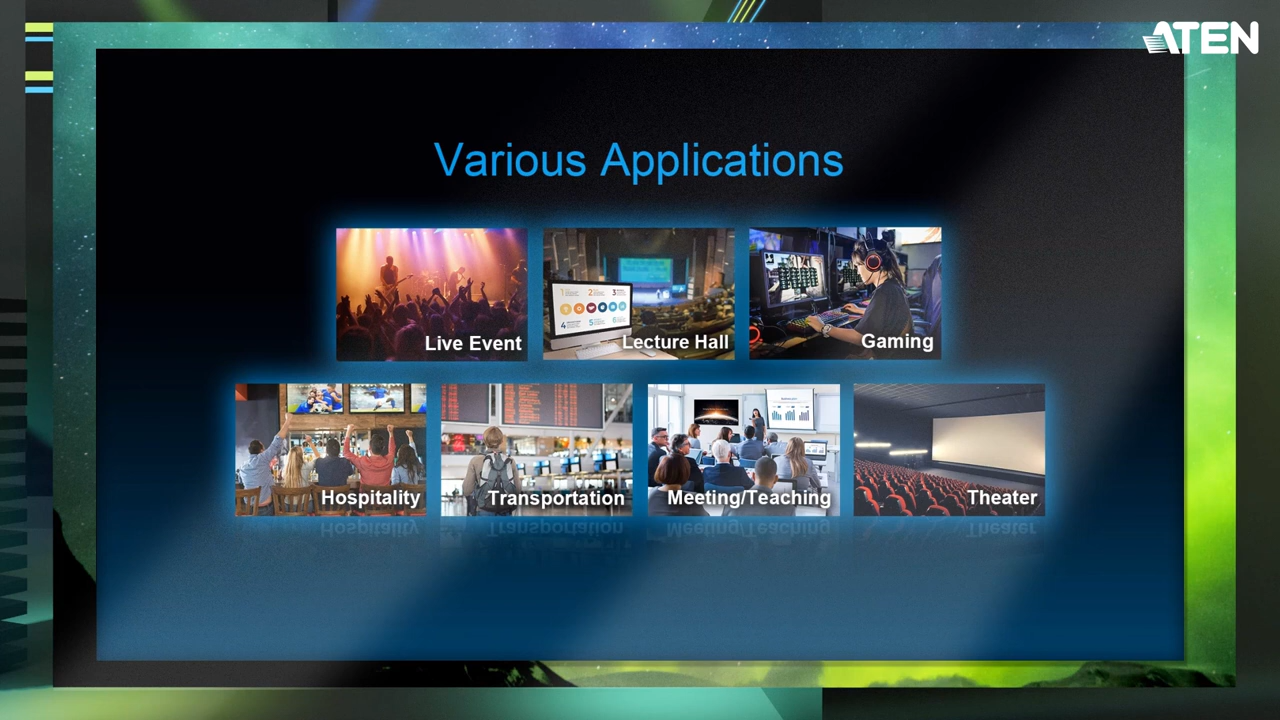 ATEN
Various Applications
Live Event
Lecture Hall
Gaming
Hospitality
Transportation
Meeting/Teaching
Theater